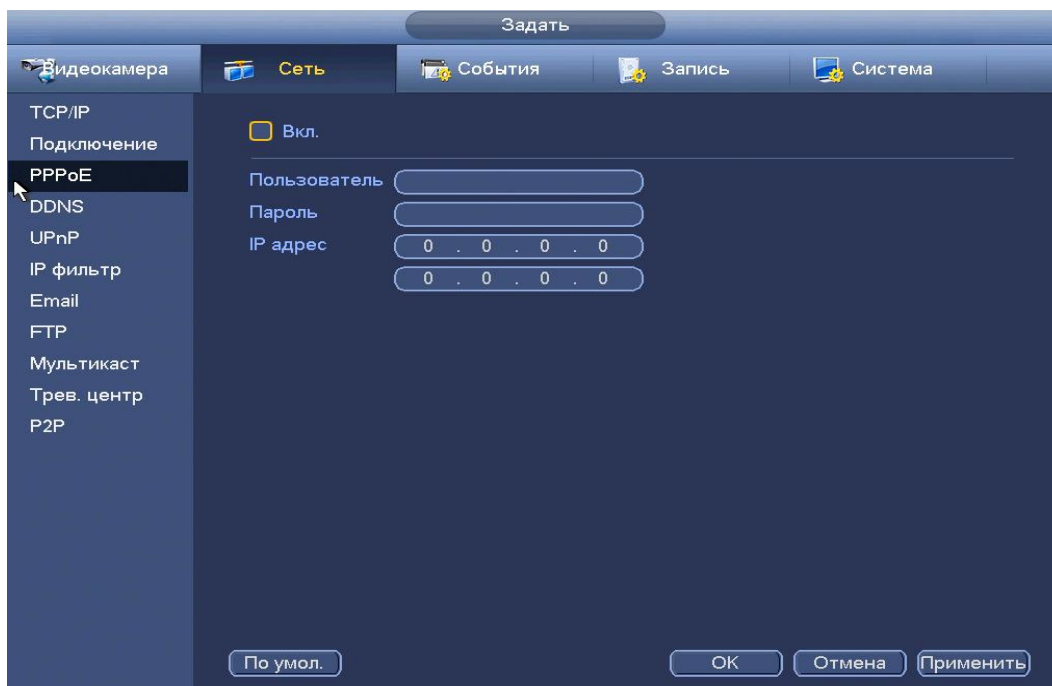 Задать
Видеокамера Сеть События Запись Система
TCP/IP
Подключение
PPPoE
DDNS
UPnP
IP фильтр
Email
FTP
Мультикаст
Трев. центр
P2P
Вкл.
Пользователь
Пароль
IP адрес 0 . 0 . 0 . 0
0 . 0 . 0 . 0
По умол. OK Отмена Применить